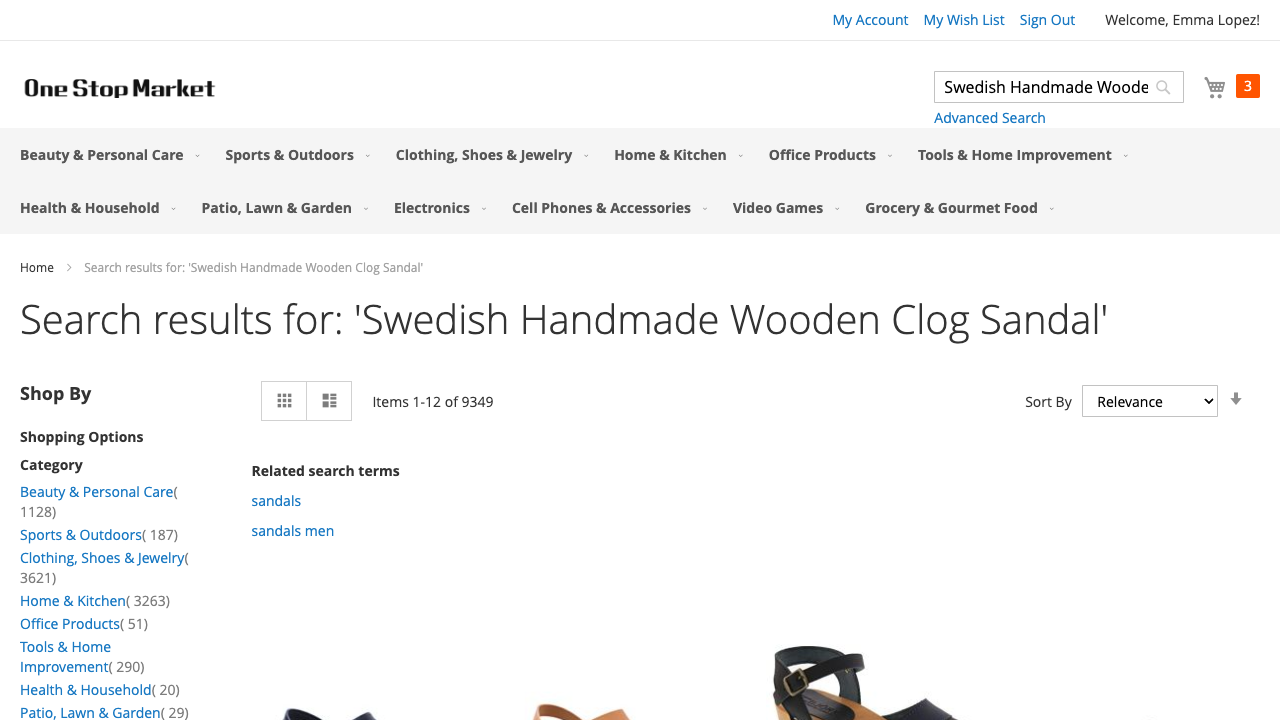 My Account My Wish List Sign Out Welcome, Emma Lopez!
One Stop Market
Swedish Handmade Woode
3
Advanced Search
Beauty & Personal Care Sports & Outdoors Clothing, Shoes & Jewelry Home & Kitchen Office Products Tools & Home Improvement
Health & Household Patio, Lawn & Garden Electronics Cell Phones & Accessories Video Games Grocery & Gourmet Food
Home Search results for: 'Swedish Handmade Wooden Clog Sandal'
Search results for: 'Swedish Handmade Wooden Clog Sandal'
Shop By
Items 1-12 of 9349
Sort By Relevance
Shopping Options
Category
Beauty & Personal Care(
1128)
Sports & Outdoors( 187)
Clothing, Shoes & Jewelry(
3621)
Home & Kitchen( 3263)
Office Products( 51)
Tools & Home
Improvement( 290)
Health & Household( 20)
Patio, Lawn & Garden( 29)
Related search terms
sandals
sandals men